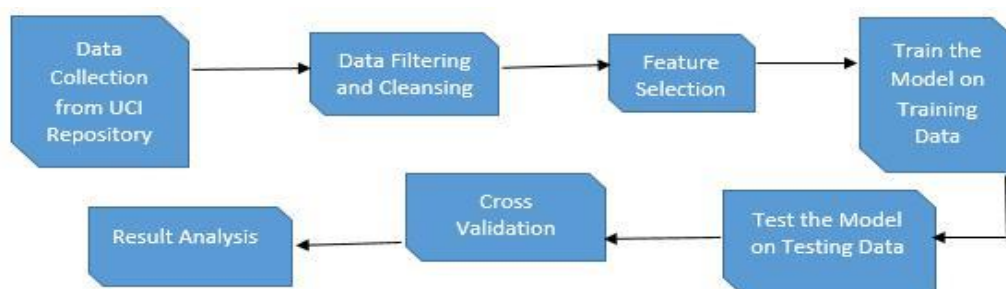 Data
Collection
from UCI
Repository
Data Filtering
and Cleansing
Feature
Selection
Train the
Model on
Training
Data
Test the Model
on Testing Data
Cross
Validation
Result Analysis